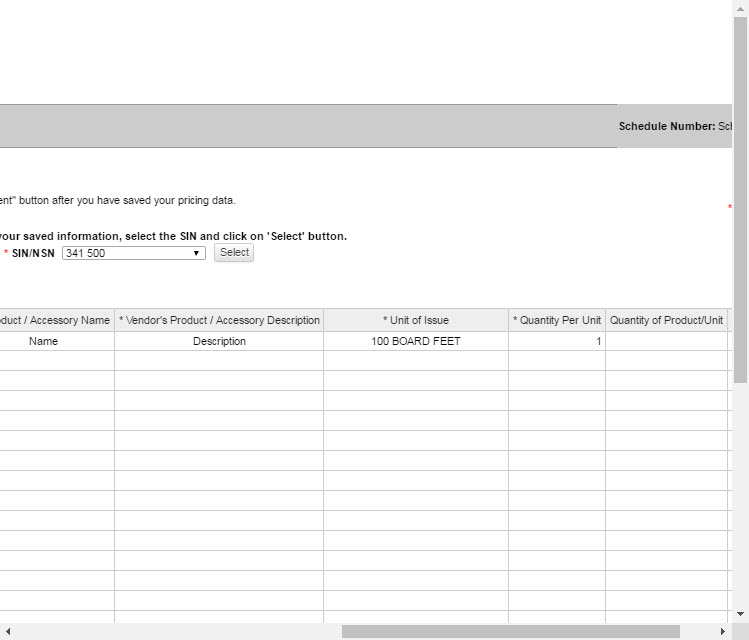 Schedule Number: Sch
ent" button after you have saved your pricing data.
*
your saved information, select the SIN and click on 'Select' button.
* SIN/NSN 341 500 Select
oduct / Accessory Name * Vendor's Product / Accessory Description * Unit of Issue * Quantity Per Unit Quantity of Product/Unit
Name Description 100 BOARD FEET 1